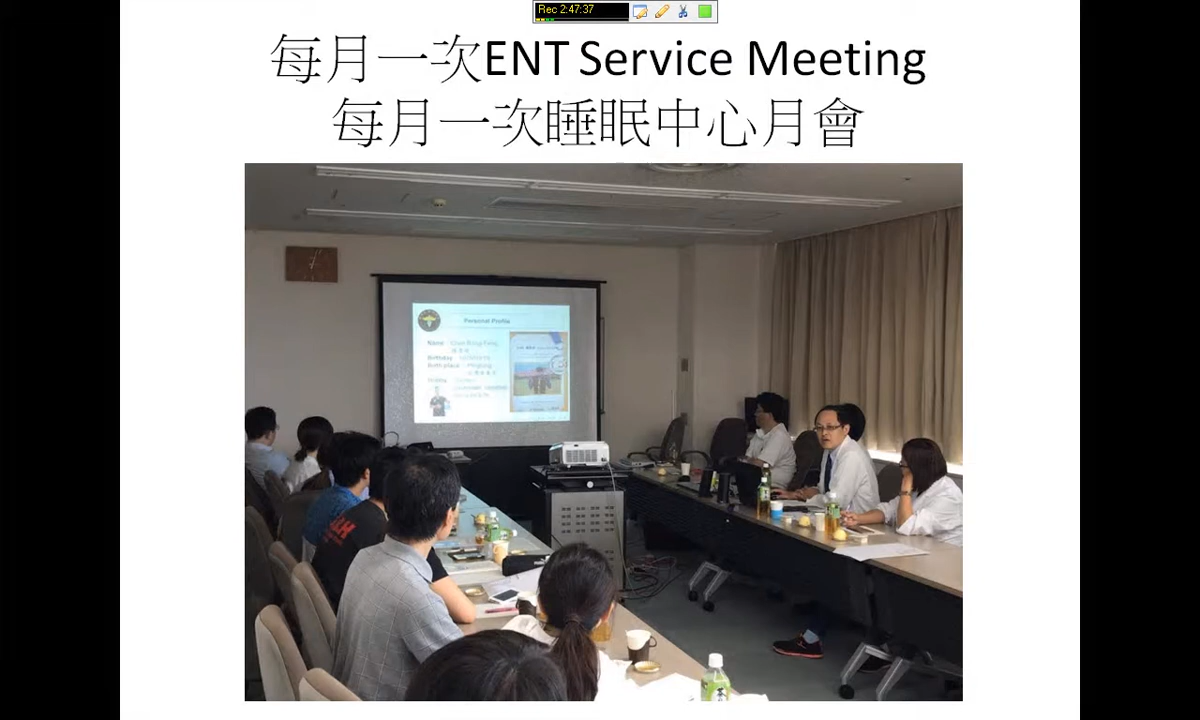 Rec 2:47:37
每月一次ENT Service Meeting
每月一次睡眠中心月會
Personal Profile
Name
Birthday
Birth place